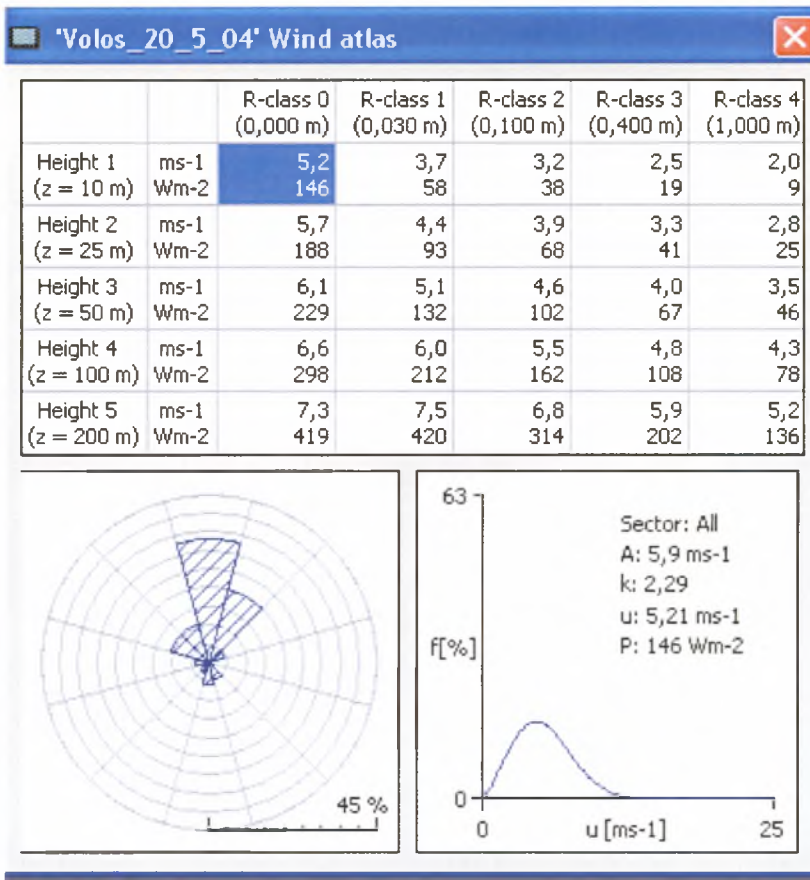 'Volos_20_5_04' Wind atlas
R-class 0 R-class 1 R-class 2 R-class 3 R-class 4
(0,000 m) (0,030 m) (0,100 m) (0,400 m) (1,000 m)
Height 1 ms-1 5,2 3,7 3,2 2,5 2,0
(z = 10 m) Wm-2 146 58 38 19 9
Height 2 ms-1 5,7 4,4 3,9 3,3 2,8
(z = 25 m) Wm-2 188 93 68 41 25
Height 3 ms-1 6,1 5,1 4,6 4,0 3,5
(z = 50 m) Wm-2 229 132 102 67 46
Height 4 ms-1 6,6 6,0 5,5 4,8 4,3
(z = 100 m) Wm-2 298 212 162 108 78
Height 5 ms-1 7,3 7,5 6,8 5,9 5,2
(z = 200 m) Wm-2 419 420 314 202 136
45 %
63
Sector: All
A: 5,9 ms-1
k: 2,29
u: 5,21 ms-1
P: 146 Wm-2
f[%]
0
0 u [ms-1] 25